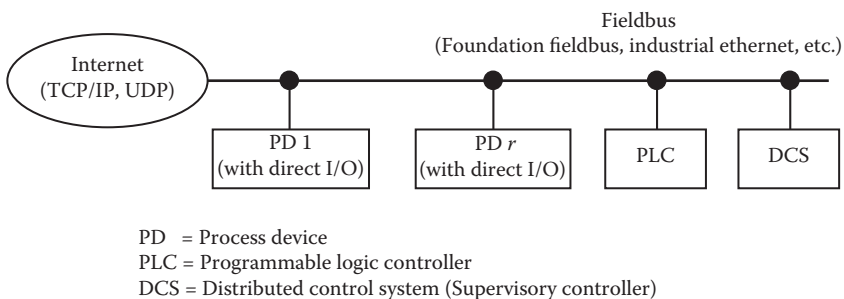 Fieldbus
(Foundation fieldbus, industrial ethernet, etc.)
Internet
(TCP/IP, UDP)
PD 1
(with direct I/O)
PD r
(with direct I/O)
PLC
DCS
PD = Process device
PLC = Programmable logic controller
DCS = Distributed control system (Supervisory controller)